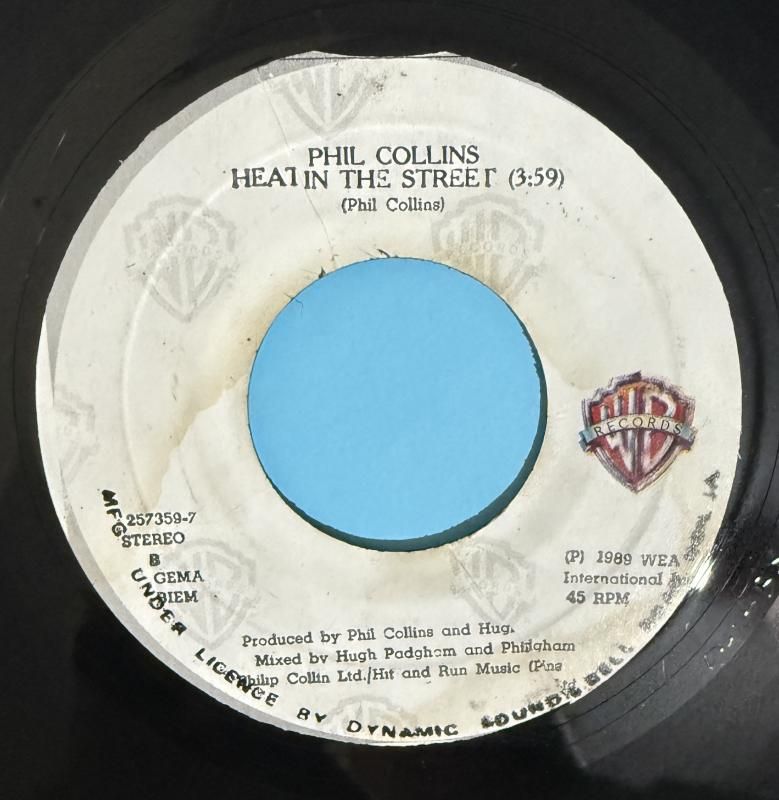 PHIL COLLINS
HEAT IN THE STREET (3:59)
(Phil Collins)
RECORDS
257359-7
STEREO
B
GEMA
BIEM
(P) 1989 WEA
International
45 RPM
Produced by Phil Collins and Hug
Mixed by Hugh Padgham and Phil
Philip Collin Ltd./Hit and Run Music
MFG UNDER LICENCE BY DYNAMIC SOUNDS